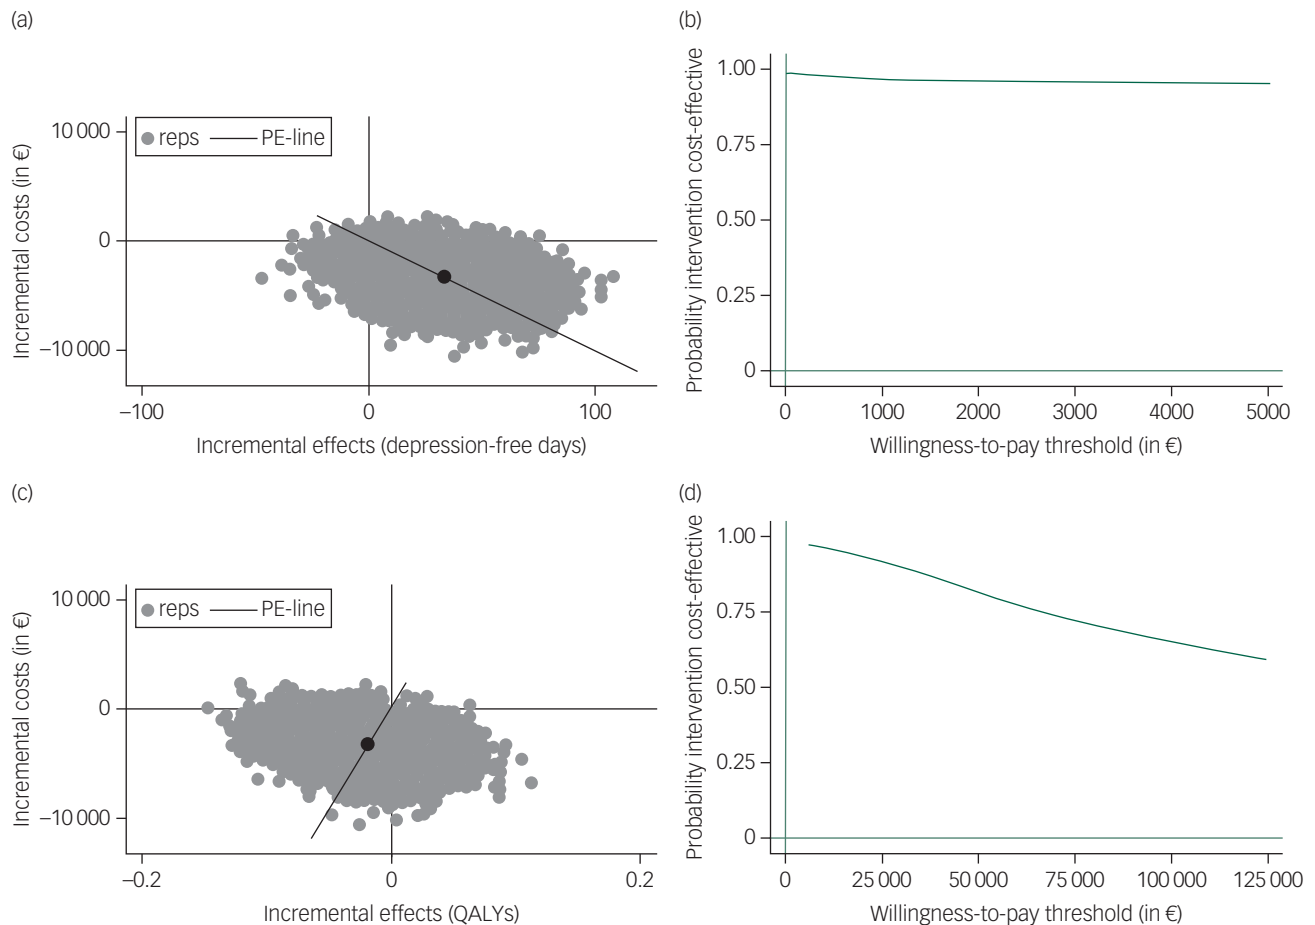 (a)
10 000
0
–10 000
Incremental costs (in €)
reps PE-line
–100 0 100
Incremental effects (depression-free days)
(b)
1.00
0.75
0.50
0.25
0
Probability intervention cost-effective
0 1000 2000 3000 4000 5000
Willingness-to-pay threshold (in €)
(c)
10 000
0
–10 000
Incremental costs (in €)
reps PE-line
–0.2 0 0.2
Incremental effects (QALYs)
(d)
1.00
0.75
0.50
0.25
0
Probability intervention cost-effective
0 25 000 50 000 75 000 100 000 125 000
Willingness-to-pay threshold (in €)